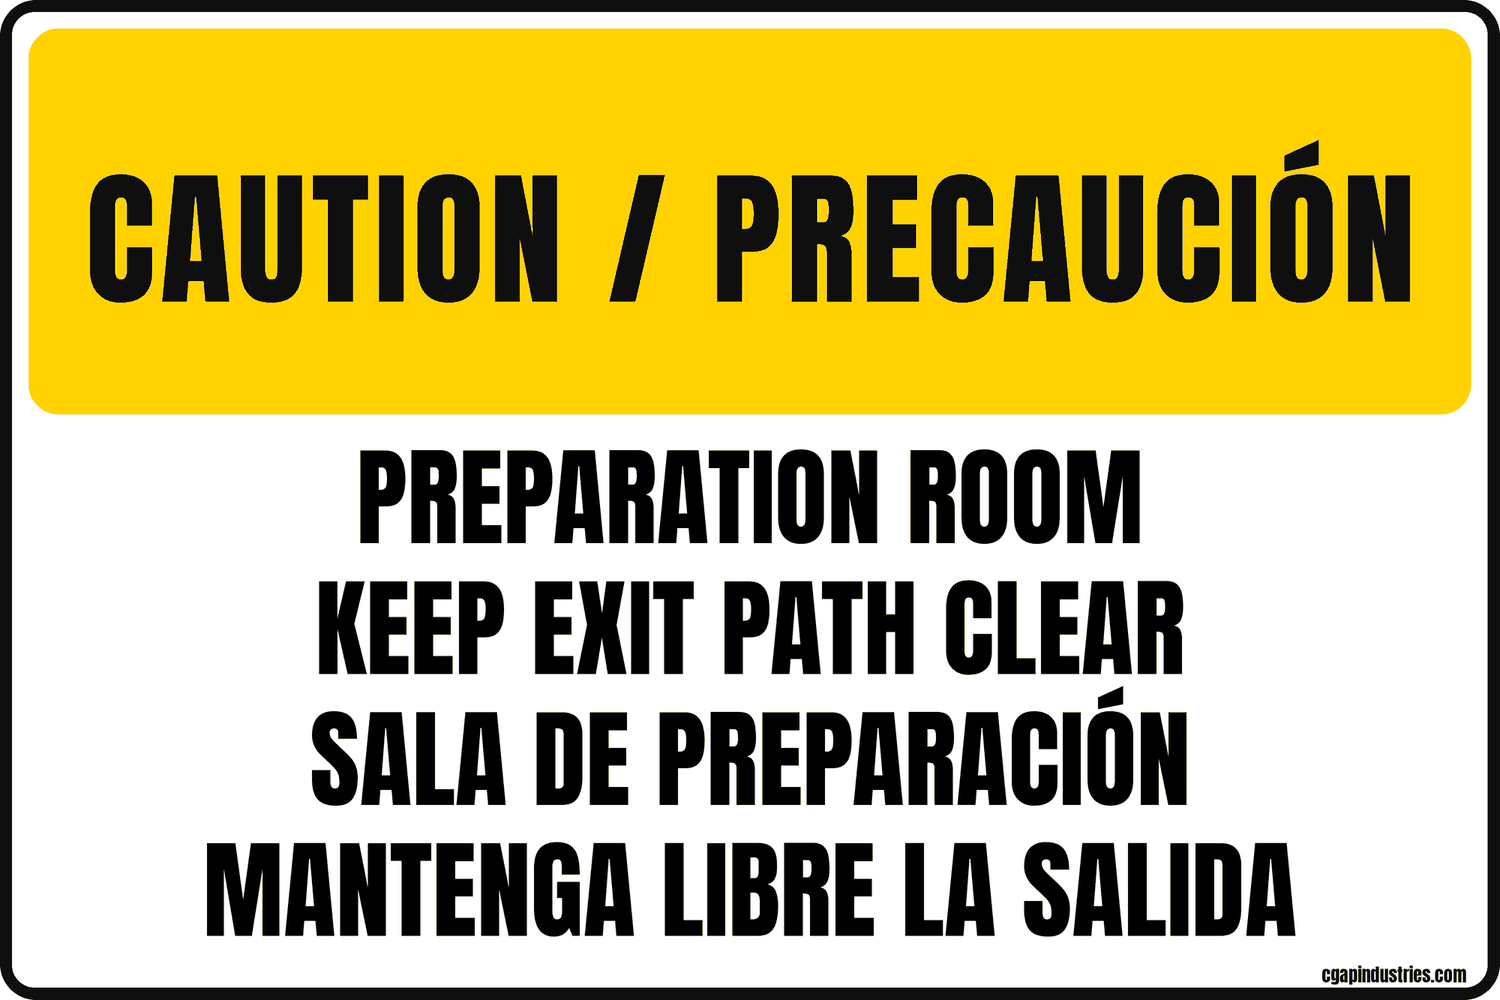 CAUTION / PRECAUCIÓN
PREPARATION ROOM
KEEP EXIT PATH CLEAR
SALA DE PREPARACIÓN
MANTENGA LIBRE LA SALIDA
cgapindustries.com